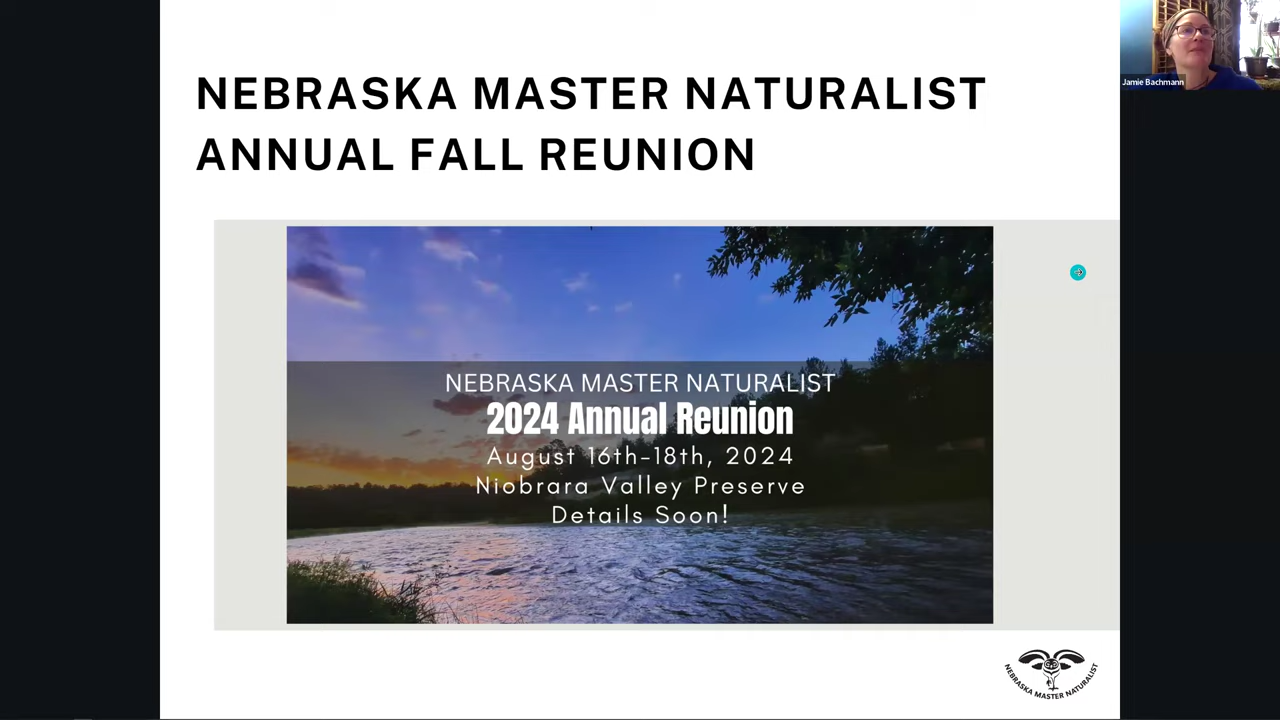 NEBRASKA MASTER NATURALIST
ANNUAL FALL REUNION
Jamie Bachmann
NEBRASKA MASTER NATURALIST
2024 Annual Reunion
August 16th-18th, 2024
Niobrara Valley Preserve
Details Soon!
NEBRASKA MASTER NATURALIST